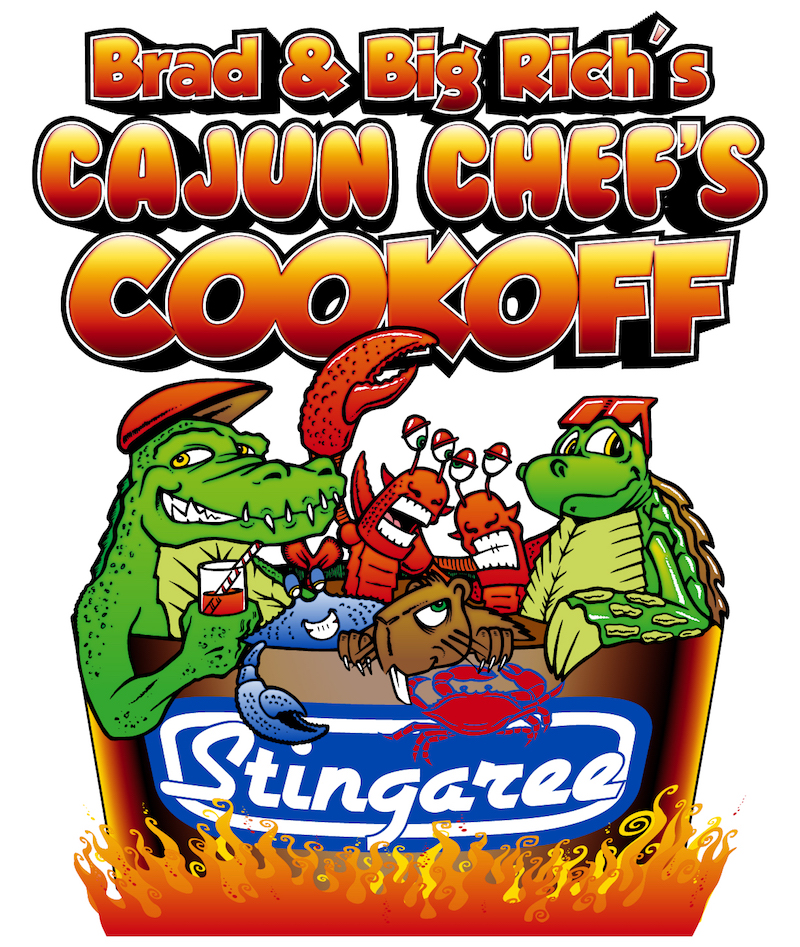 Brad & Big Rich's
CAJUN CHEF'S
COOKOFF
Stingaree